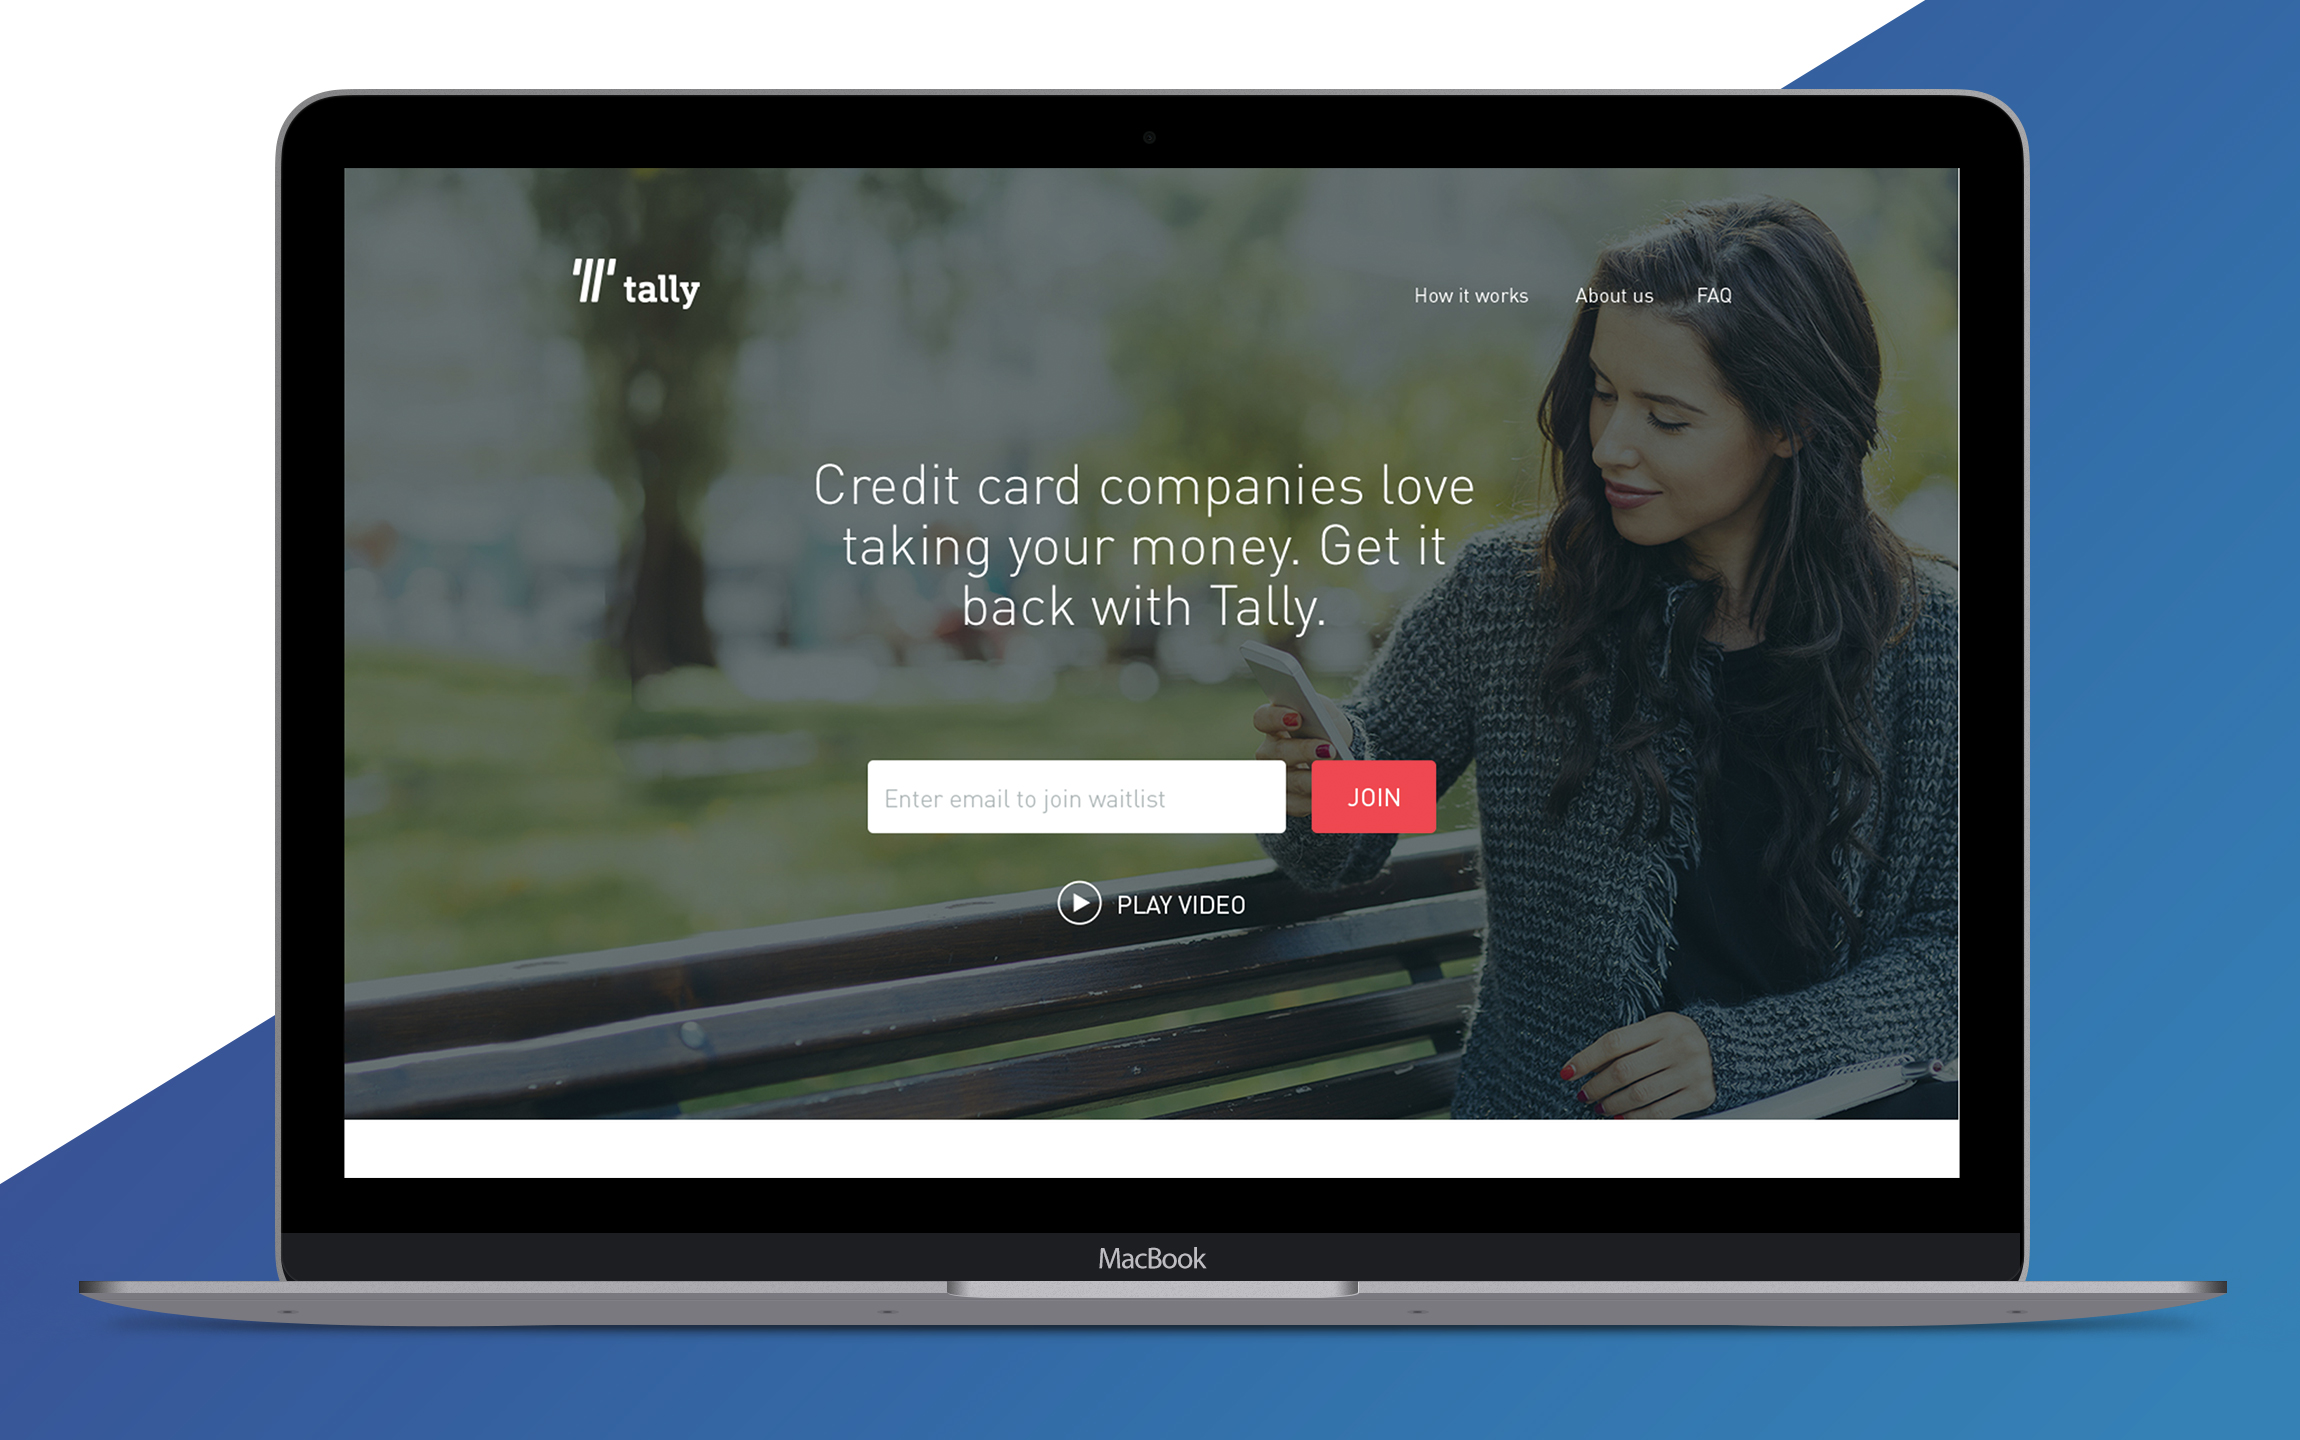 tally
How it works
About us
FAQ
Credit card companies love
taking your money. Get it
back with Tally.
Enter email to join waitlist
JOIN
PLAY VIDEO
MacBook